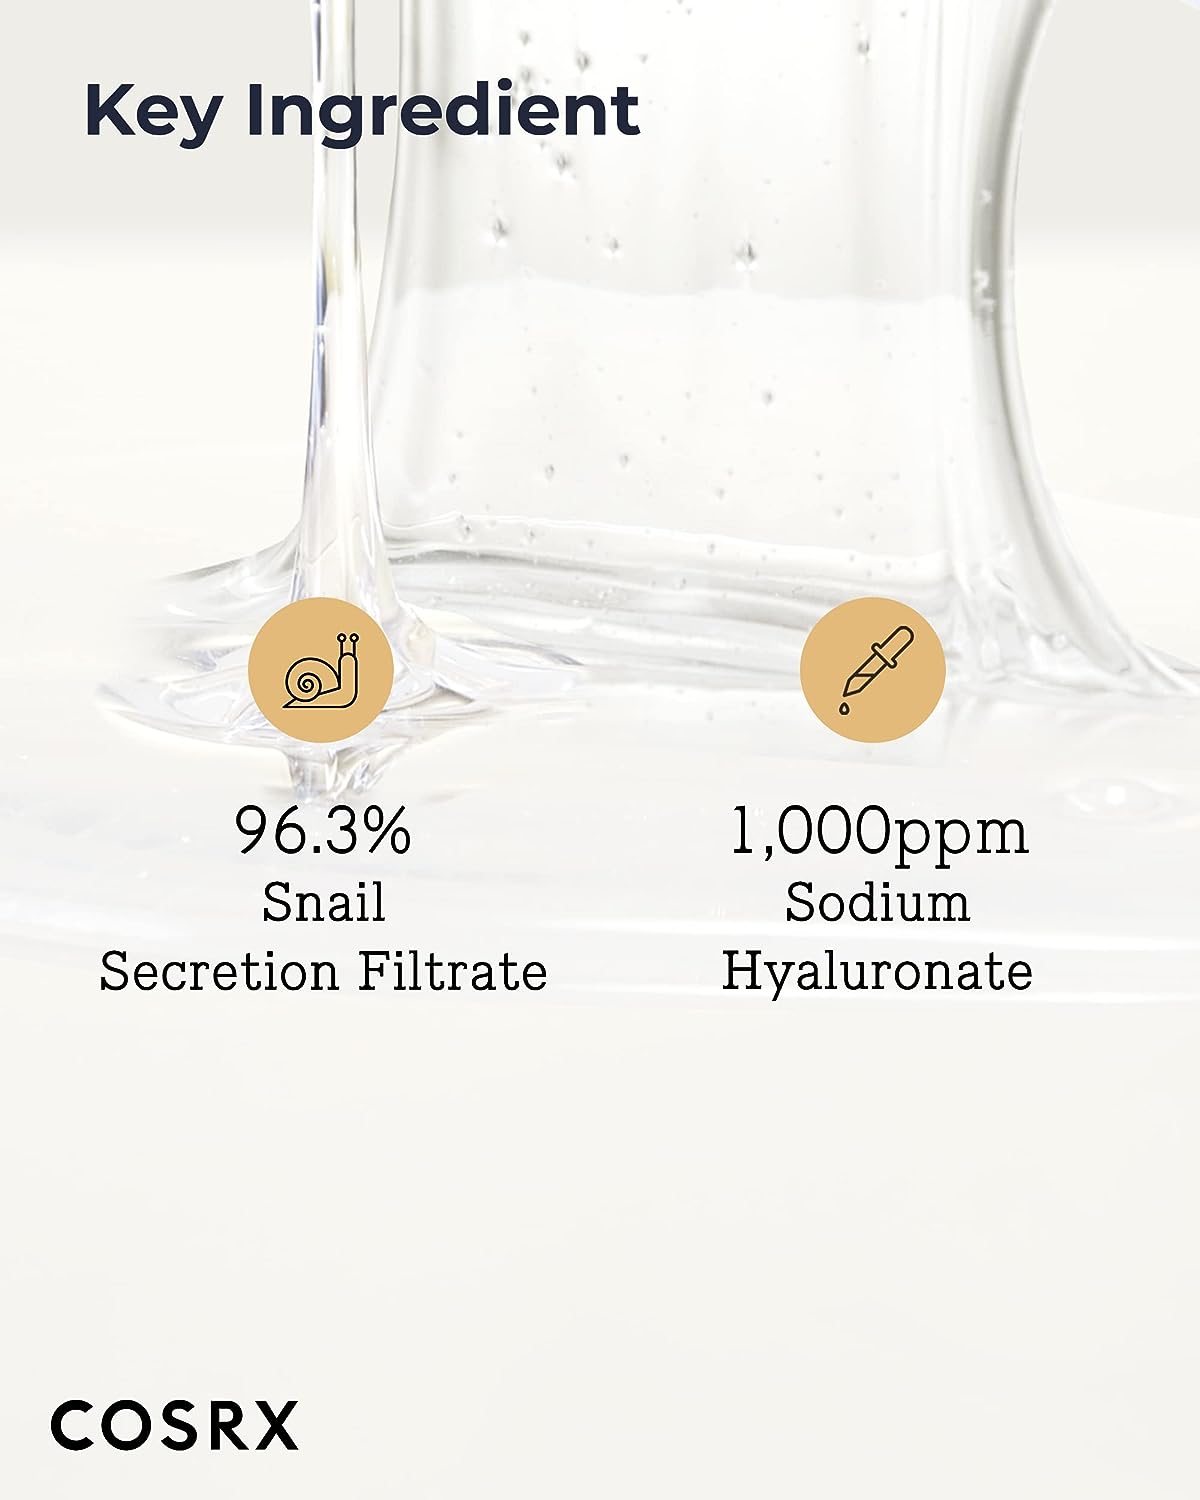 Key Ingredient
96.3%
Snail
Secretion Filtrate
1,000ppm
Sodium
Hyaluronate
COSRX